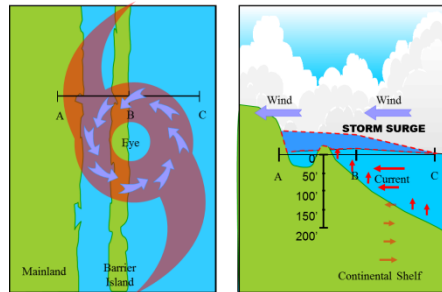 A
B
C
Eye
Mainland
Barrier
Island
Wind
Wind
STORM SURGE
A
0'
B
C
50'
Current
100'
150'
200'
Continental Shelf